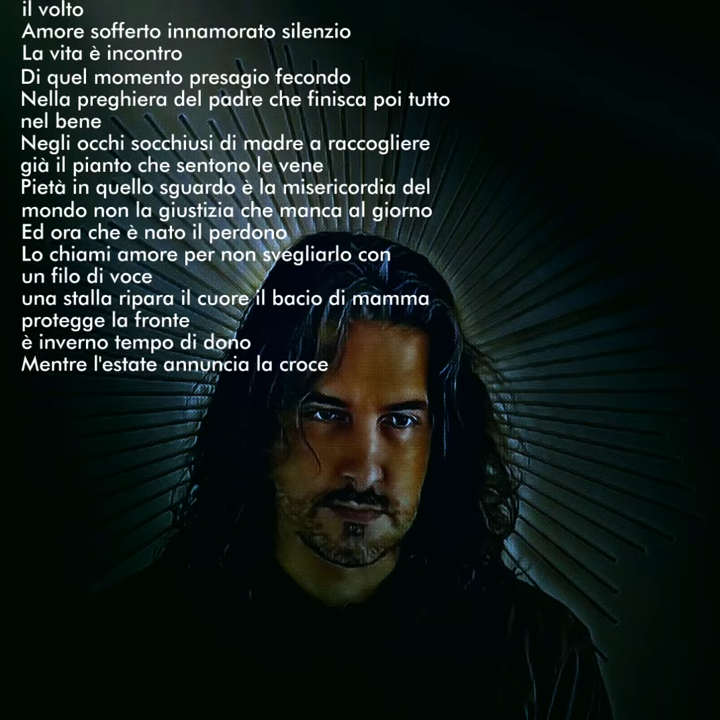 il volto
Amore sofferto innamorato silenzio
La vita è incontro
Di quel momento presagio fecondo
Nella preghiera del padre che finisca poi tutto
nel bene
Negli occhi socchiusi di madre a raccogliere
già il pianto che sentono le vene
Pietà in quello sguardo è la misericordia del
mondo non la giustizia che manca al giorno
Ed ora che è nato il perdono
Lo chiami amore per non svegliarlo con
un filo di voce
una stalla ripara il cuore il bacio di mamma
protegge la fronte
è inverno tempo di dono
Mentre l'estate annuncia la croce